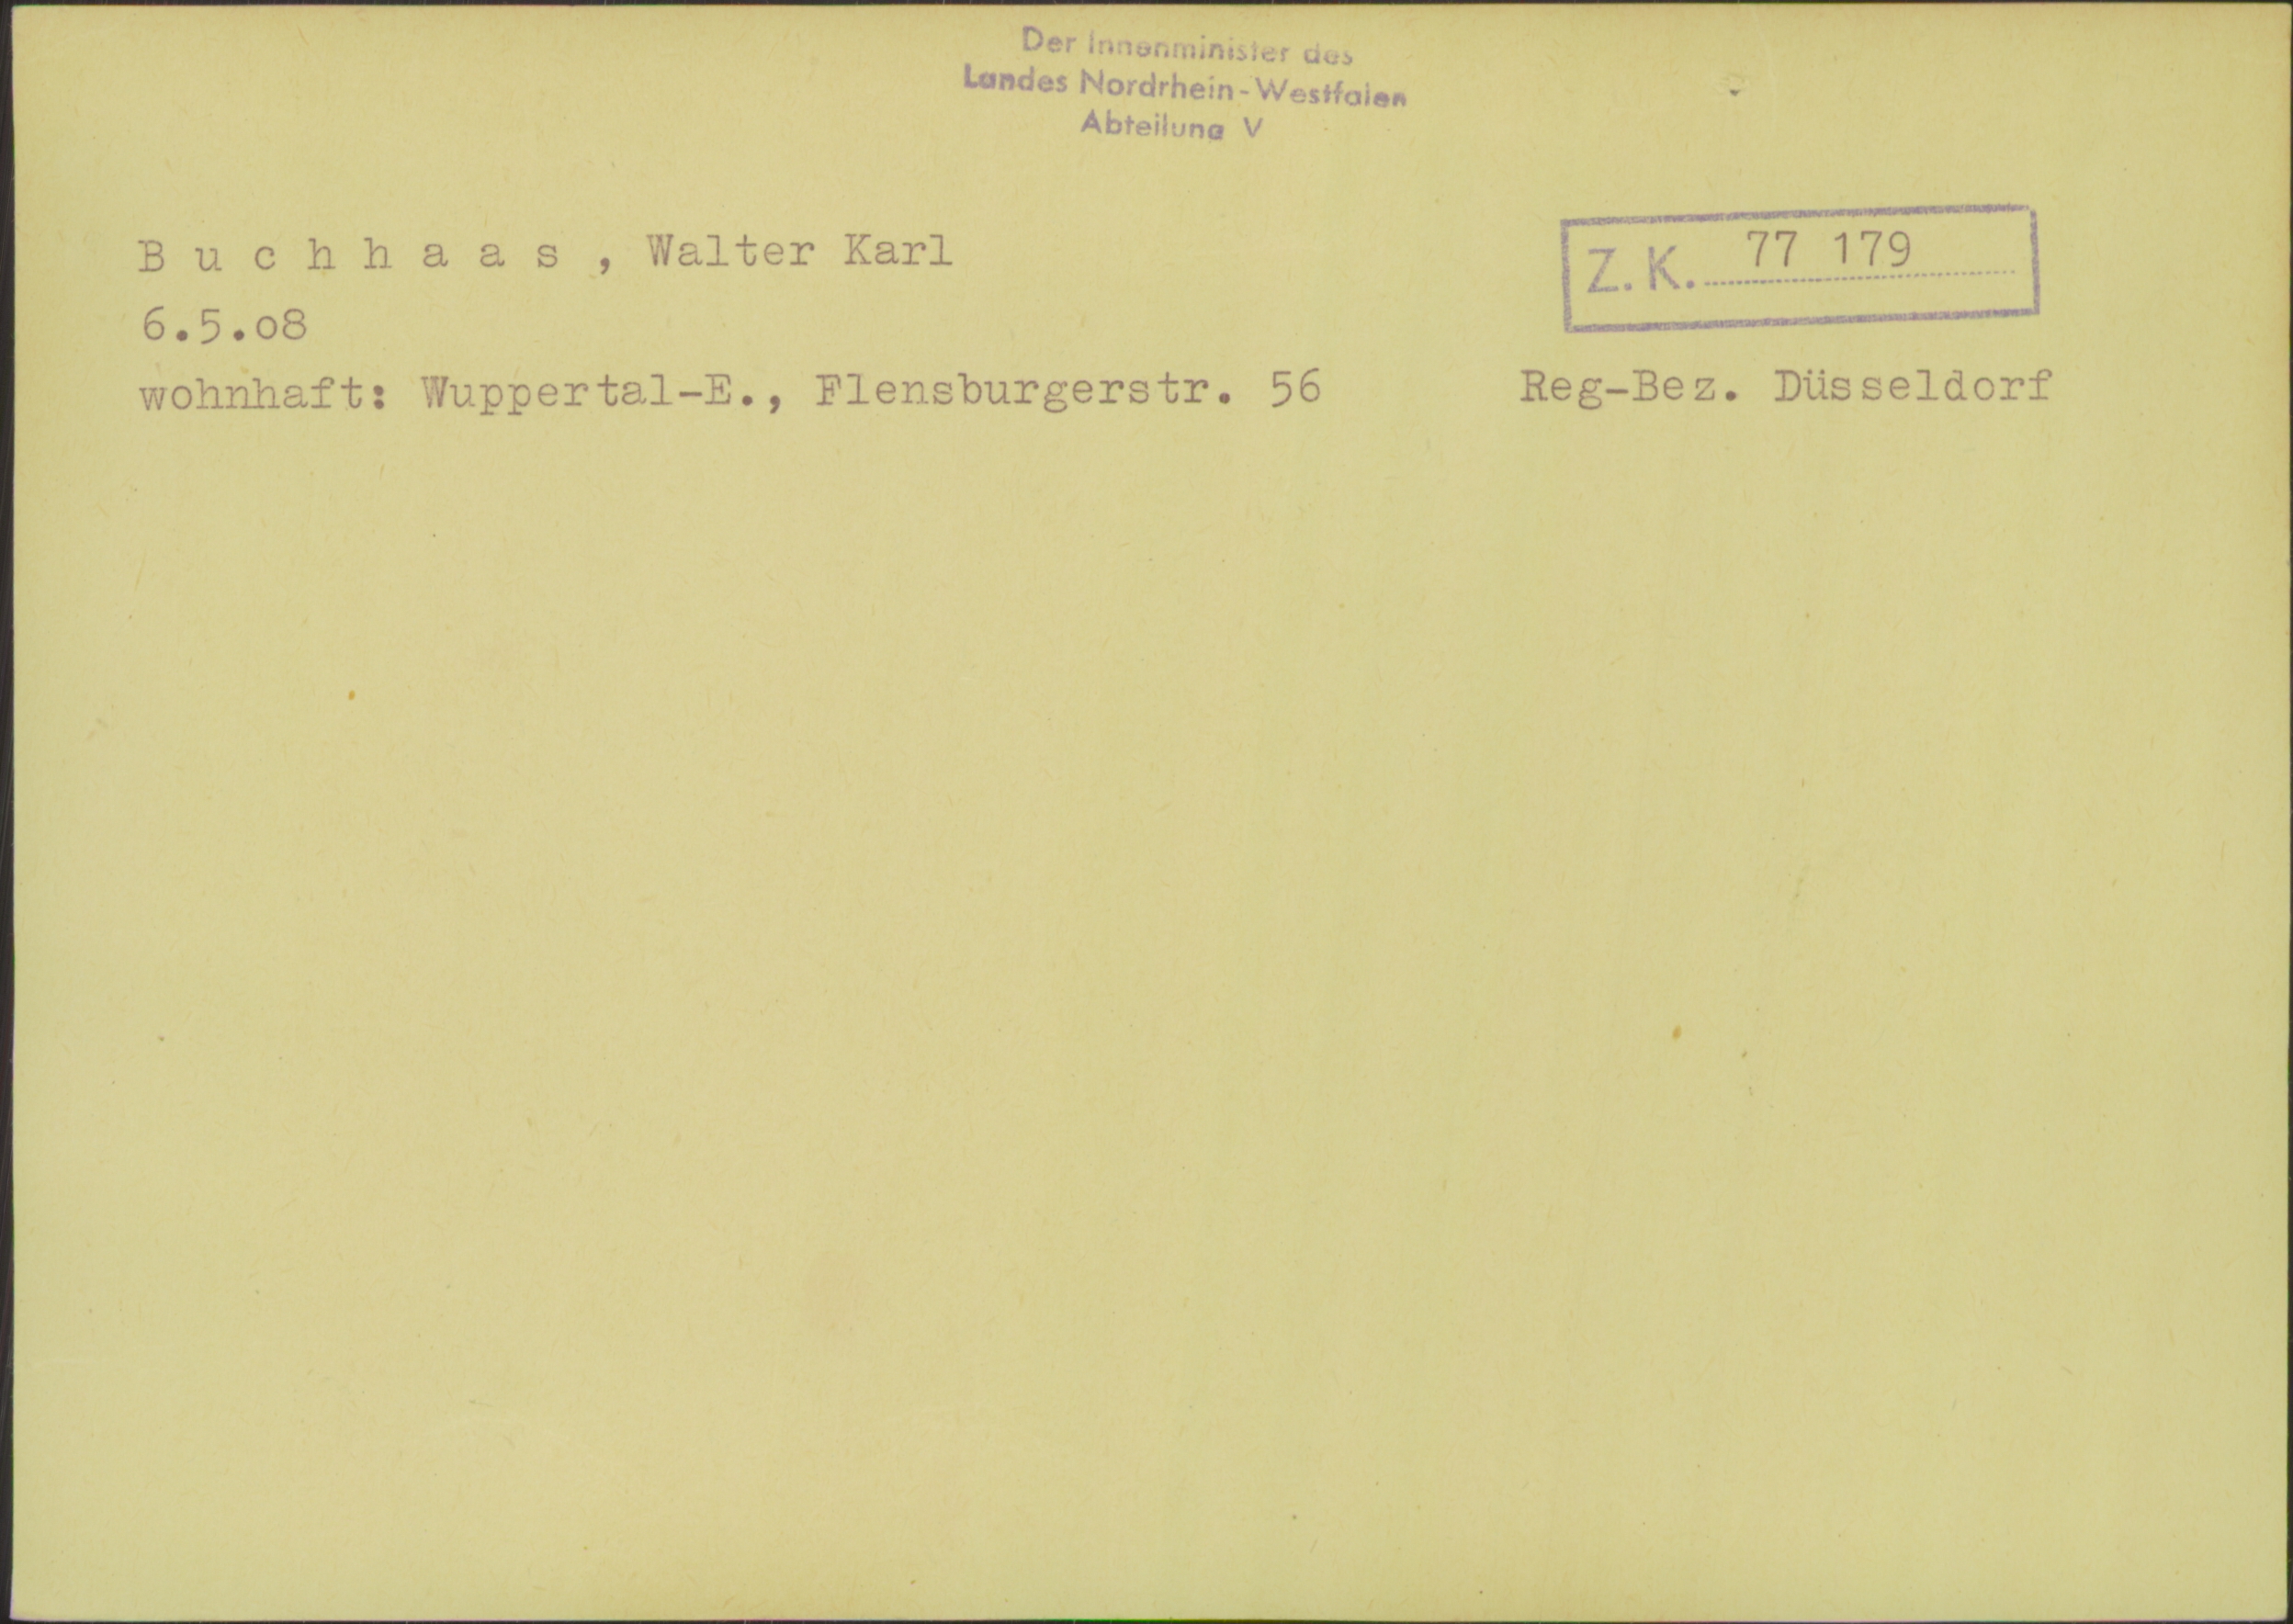 Der Innenminister des
Landes Nordrhein-Westfalen
Abteilung V
B u c h h a a s , Walter Karl
Z. K. 77 179
6.5.o8
wohnhaft: Wuppertal-E., Flensburgerstr. 56 Reg-Bez. Düsseldorf